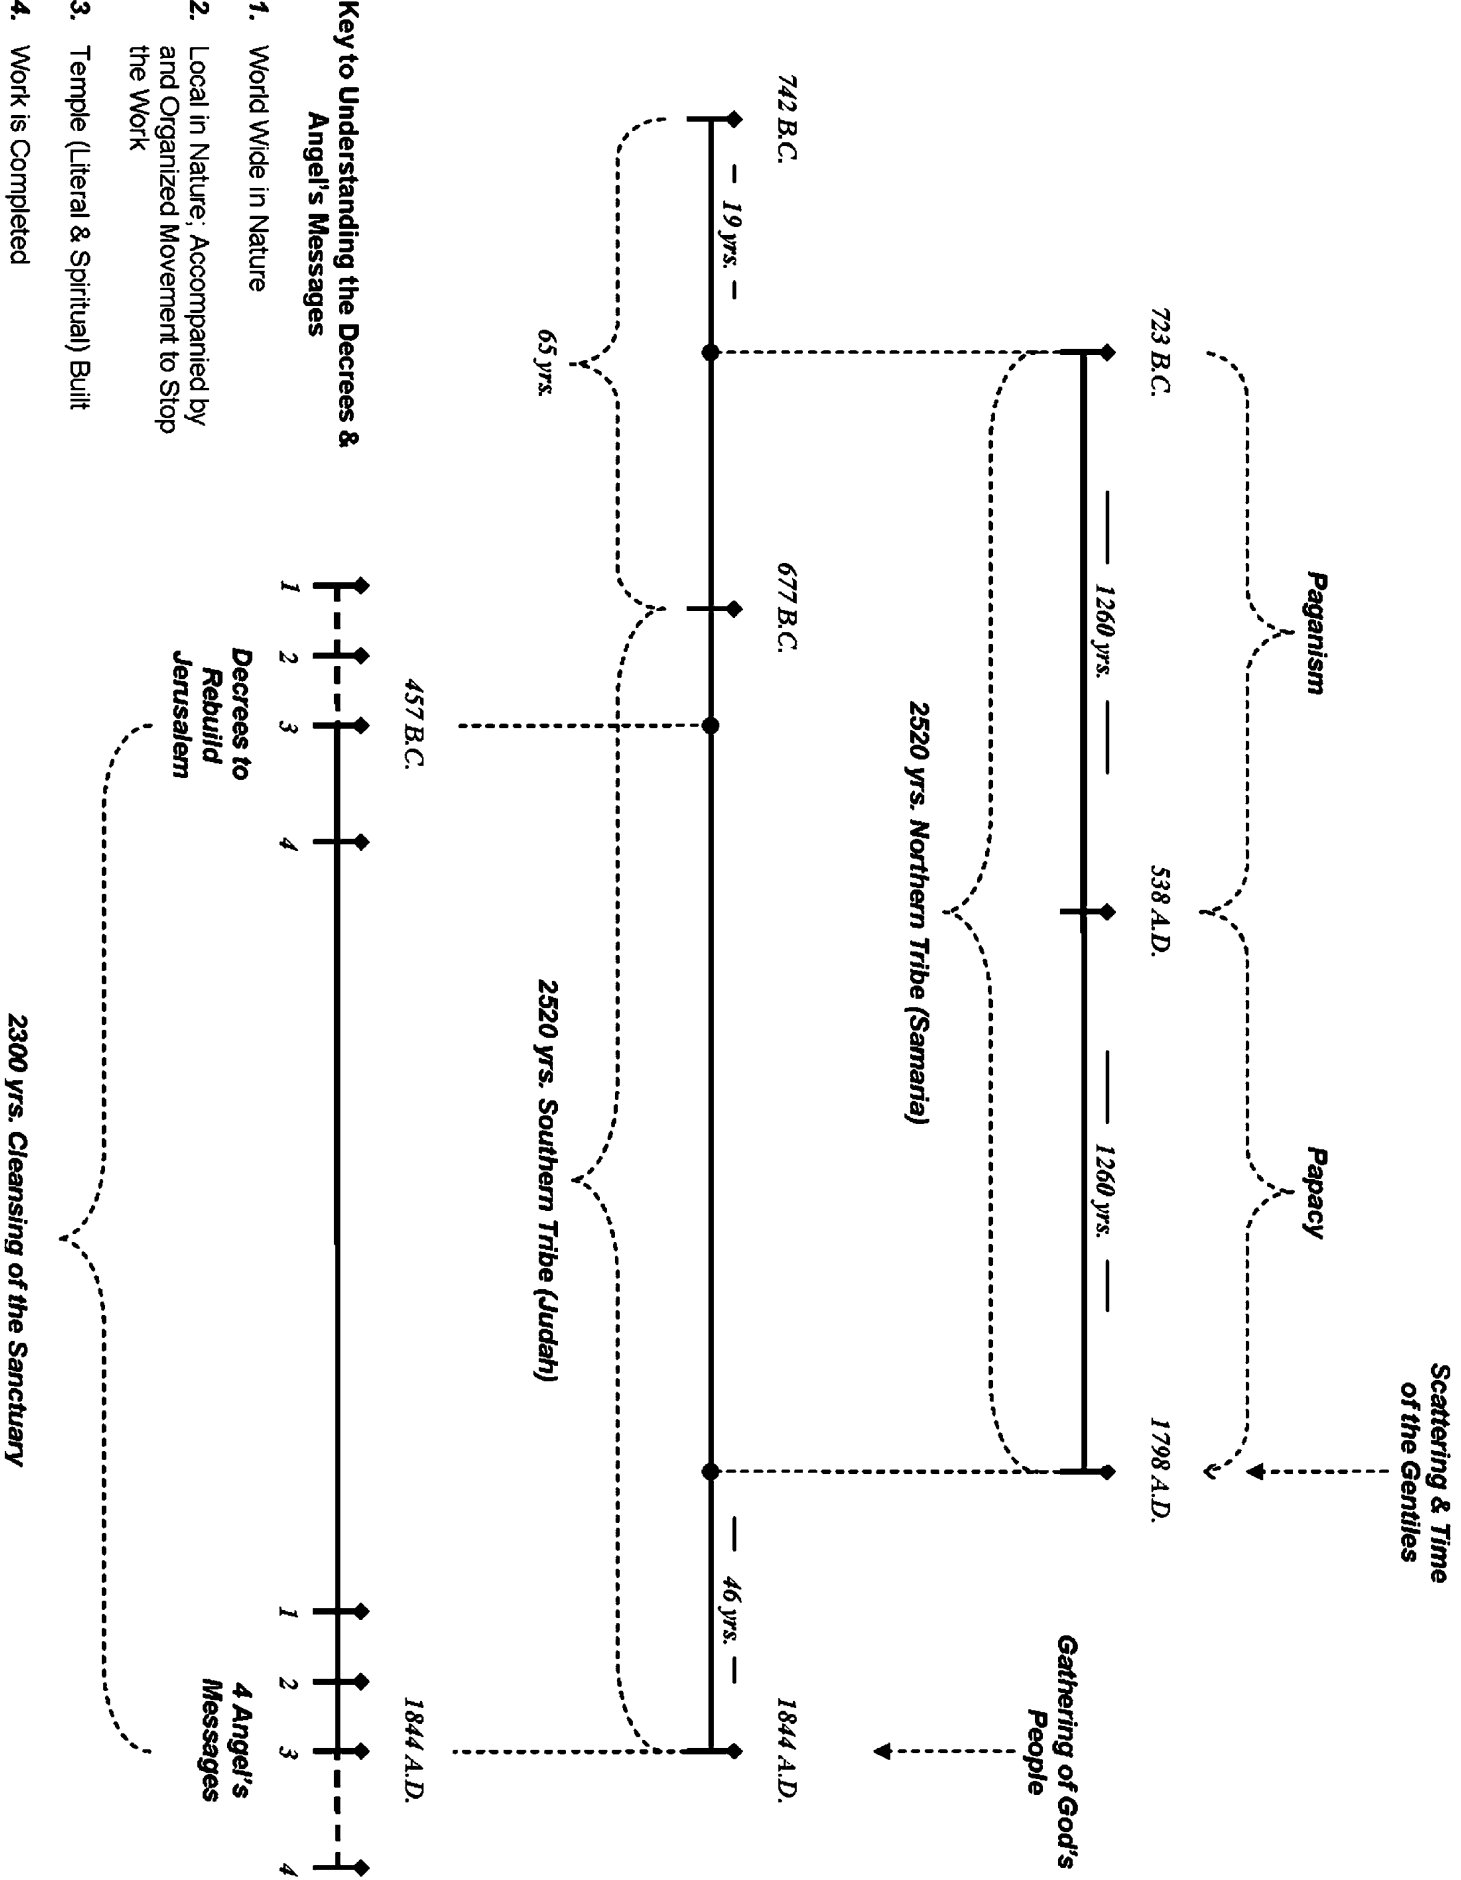 Scattering & Time
of the Gentiles
Paganism
Papacy
723 B.C.
538 A.D.
1798 A.D.
1260 yrs.
1260 yrs.
Gathering of God's
People
2520 yrs. Northern Tribe (Samaria)
742 B.C.
677 B.C.
1844 A.D.
19 yrs.
46 yrs.
65 yrs.
2520 yrs. Southern Tribe (Judah)
457 B.C.
1844 A.D.
Key to Understanding the Decrees &
Angel's Messages
1. World Wide in Nature
2. Local in Nature; Accompanied by
and Organized Movement to Stop
the Work
3. Temple (Literal & Spiritual) Built
4. Work is Completed
1 2 3 4
Decrees to
Rebuild
Jerusalem
1 2 3 4
4 Angel's
Messages
2300 yrs. Cleansing of the Sanctuary